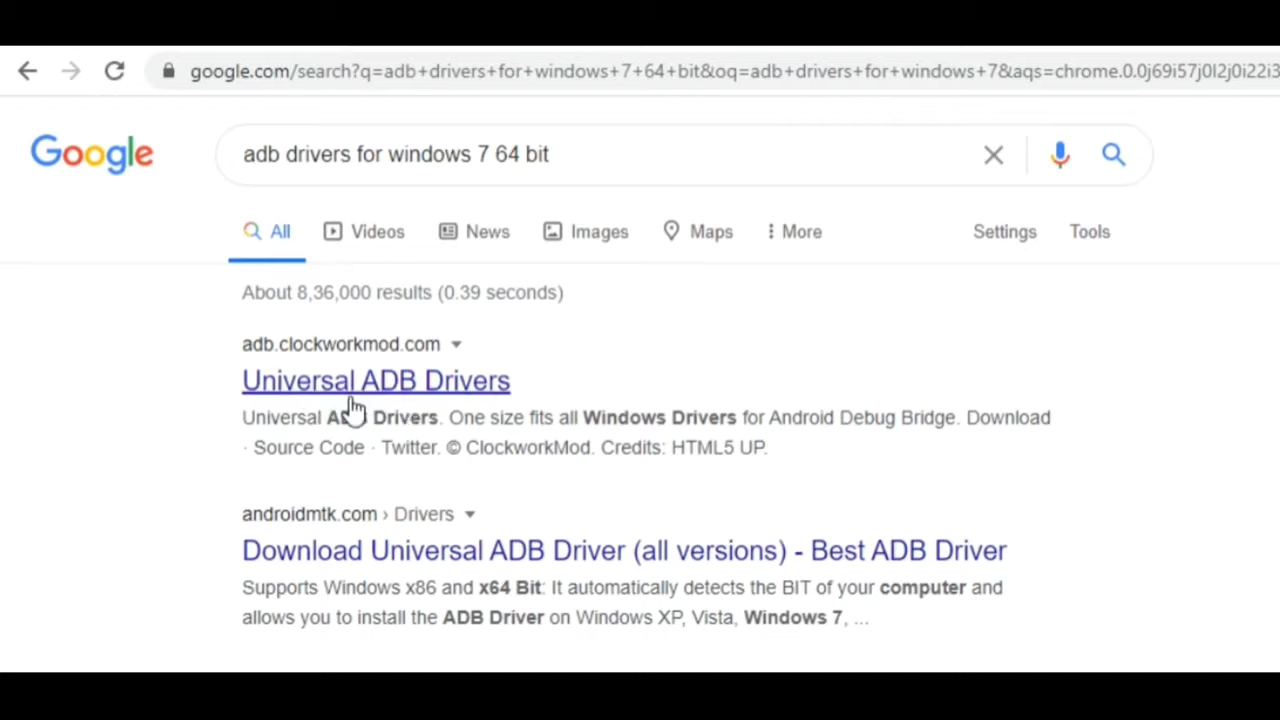 google.com/search?q=adb+drivers+for+windows+7+64+bit&oq=adb+drivers+for+windows+7&aqs=chrome.0.0j69i57j0l2j0i22i3
Google
adb drivers for windows 7 64 bit
All Videos News Images Maps More Settings Tools
About 8,36,000 results (0.39 seconds)
adb.clockworkmod.com
Universal ADB Drivers
Universal ADB Drivers. One size fits all Windows Drivers for Android Debug Bridge. Download
· Source Code · Twitter. © ClockworkMod. Credits: HTML5 UP.
androidmtk.com › Drivers
Download Universal ADB Driver (all versions) - Best ADB Driver
Supports Windows x86 and x64 Bit: It automatically detects the BIT of your computer and
allows you to install the ADB Driver on Windows XP, Vista, Windows 7, ...